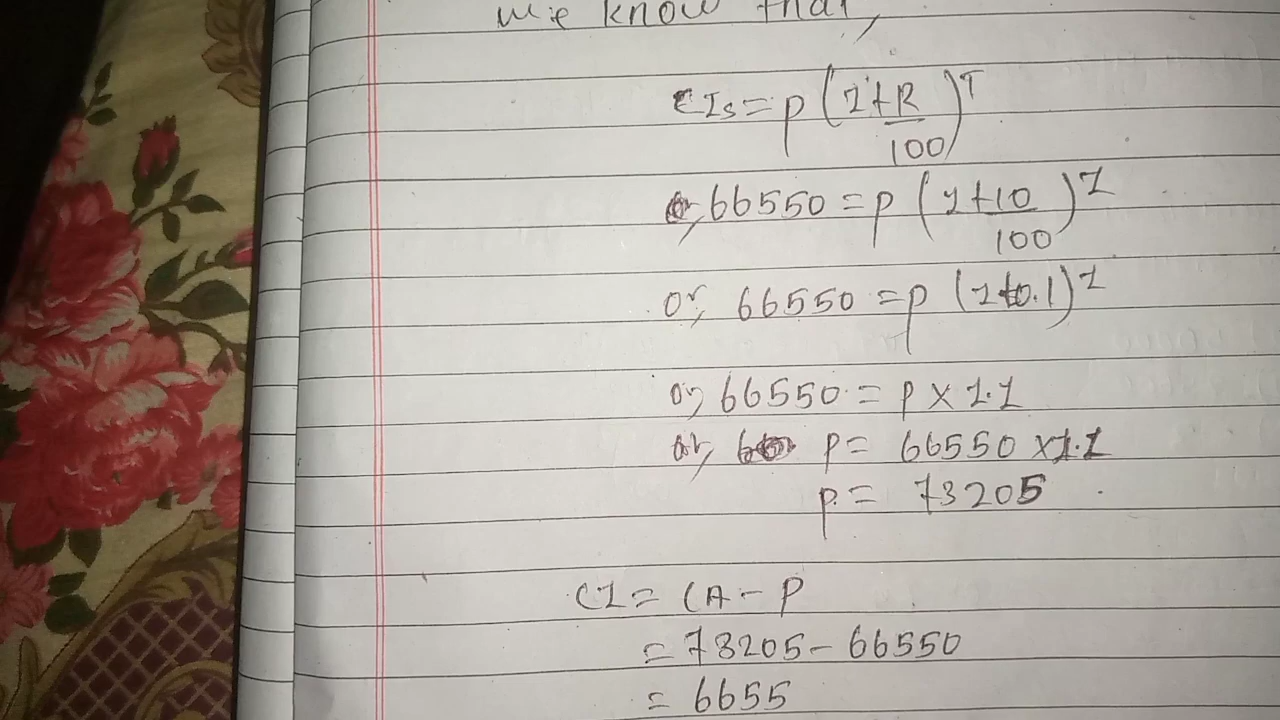 We know that,
CIs = p (1+R/100)^T
or, 66550 = p (1+10/100)^1
or, 66550 = p (1+0.1)^1
or, 66550 = p × 1.1
or, p = 66550 × 1.1
p = 73205
CI = CA - P
= 73205 - 66550
= 6655